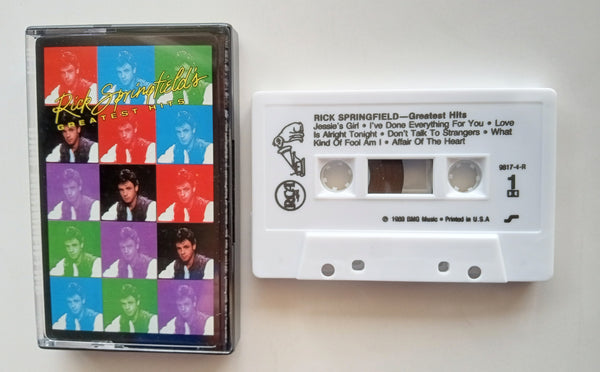 Rick Springfield's
GREATEST HITS
RICK SPRINGFIELD—Greatest Hits
Jessie's Girl • I've Done Everything For You • Love
Is Alright Tonight • Don't Talk To Strangers • What
Kind Of Fool Am I • Affair Of The Heart
9817-4-R
1
RCA
℗ 1989 BMG Music • Printed in U.S.A